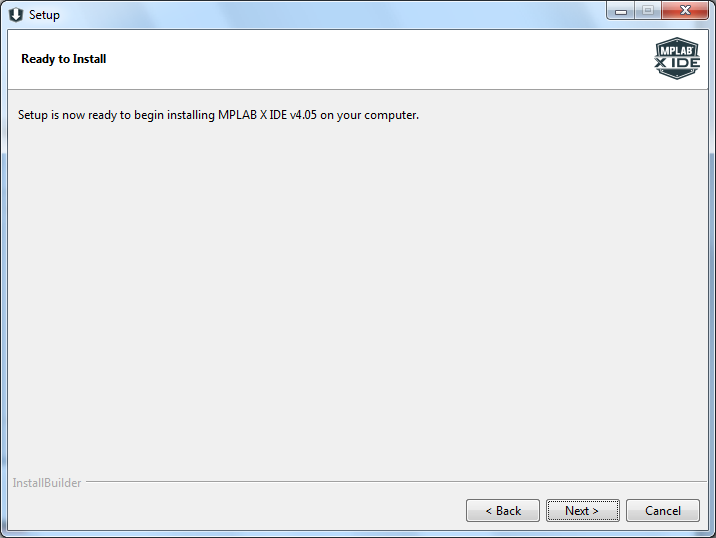 Setup
Ready to Install
MPLAB
X IDE
Setup is now ready to begin installing MPLAB X IDE v4.05 on your computer.
InstallBuilder
< Back
Next >
Cancel